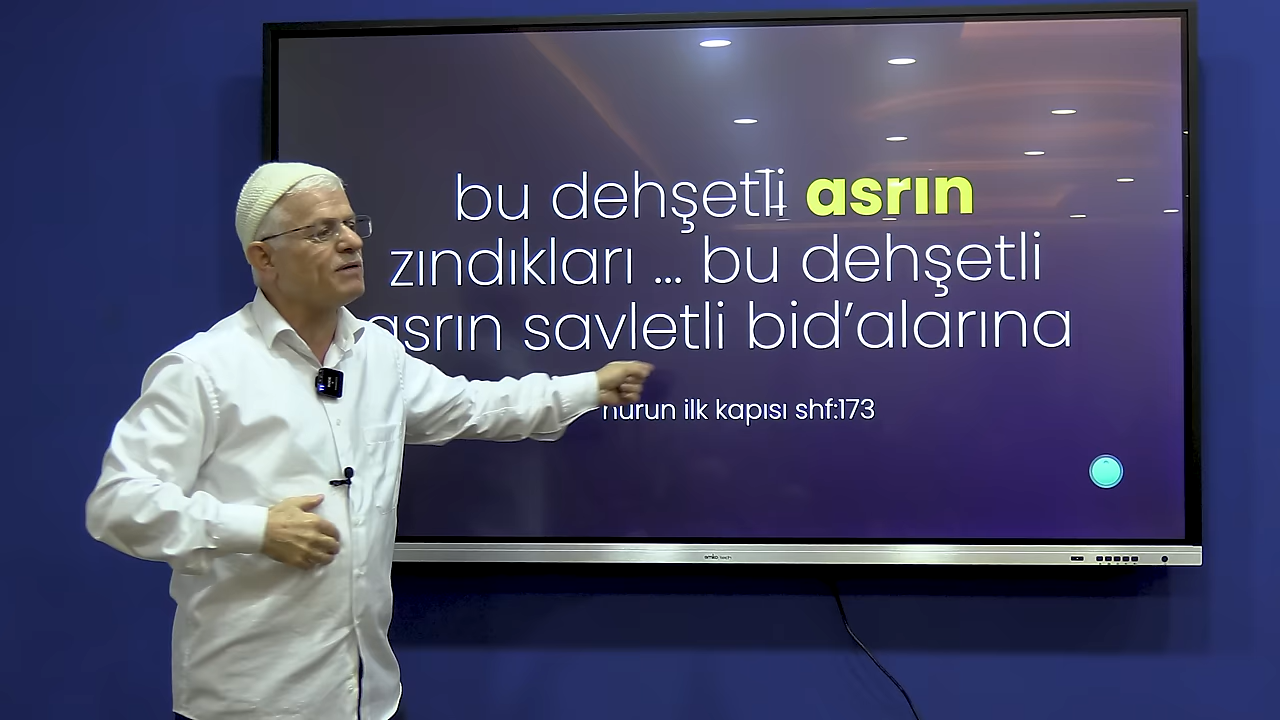 bu dehşetli asrın
zındıkları ... bu dehşetli
asrın savletli bid'alarına
nurun ilk kapısı shf:173